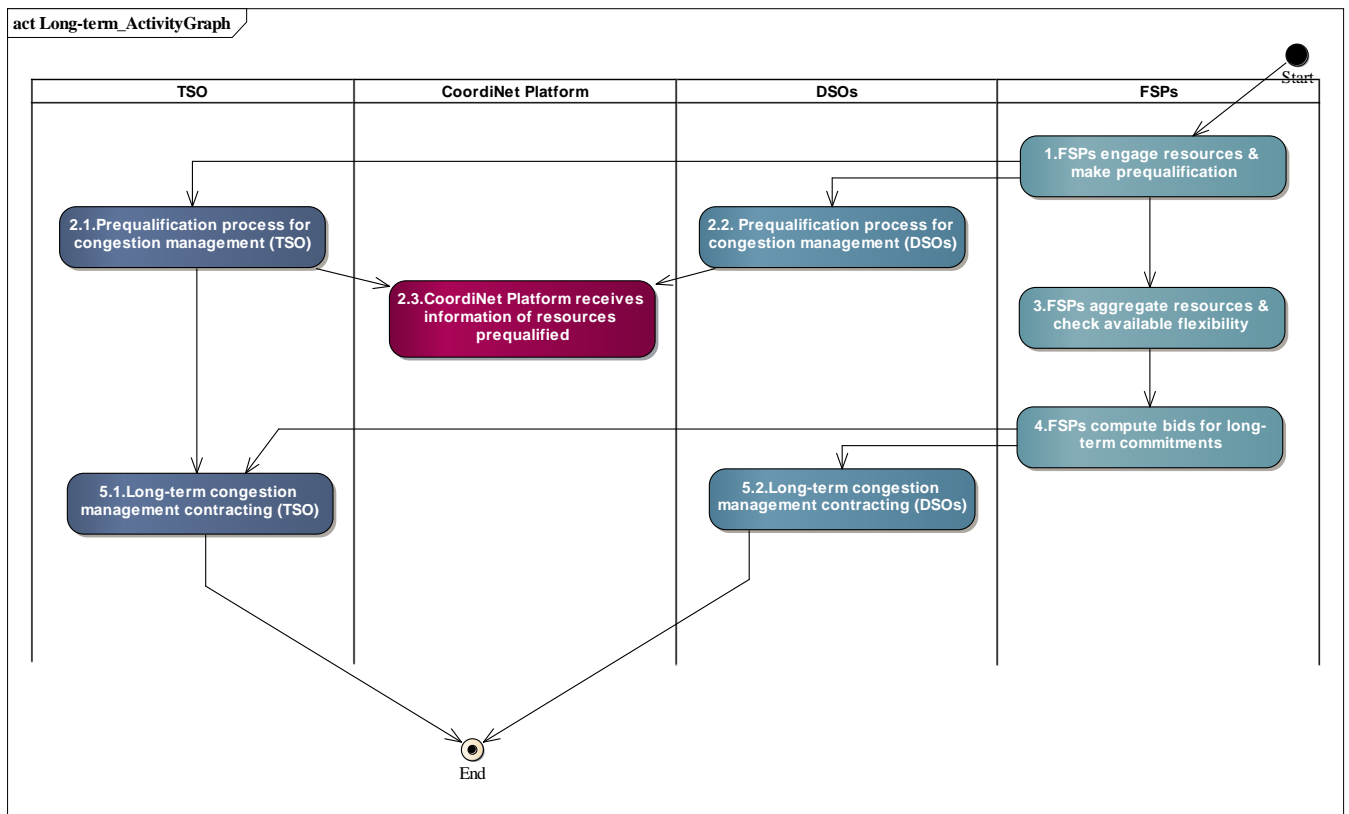 act Long-term_ActivityGraph
Start
TSO
CoordiNet Platform
DSOs
FSPs
1.FSPs engage resources &
make prequalification
2.1.Prequalification process for
congestion management (TSO)
2.2. Prequalification process for
congestion management (DSOs)
2.3.CoordiNet Platform receives
information of resources
prequalified
3.FSPs aggregate resources &
check available flexibility
4.FSPs compute bids for long-
term commitments
5.1.Long-term congestion
management contracting (TSO)
5.2.Long-term congestion
management contracting (DSOs)
End